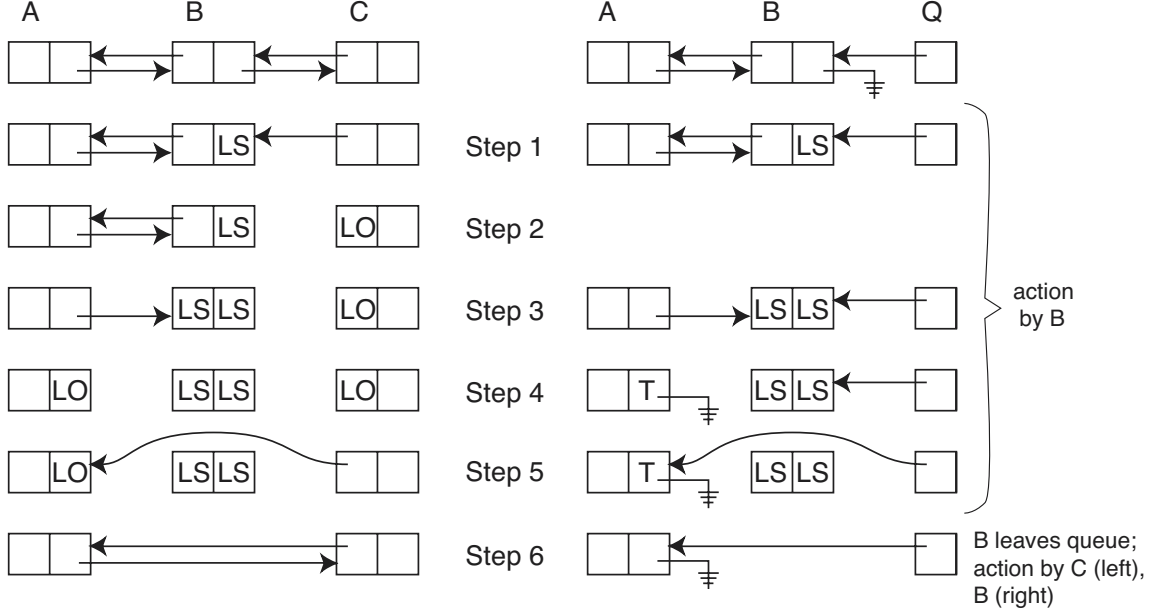 A B C A B Q
LS Step 1 LS
LS LO Step 2
LS LS LO Step 3 LS LS
action
by B
LO LS LS LO Step 4 T LS LS
LO LS LS Step 5 T LS LS
Step 6
B leaves queue;
action by C (left),
B (right)